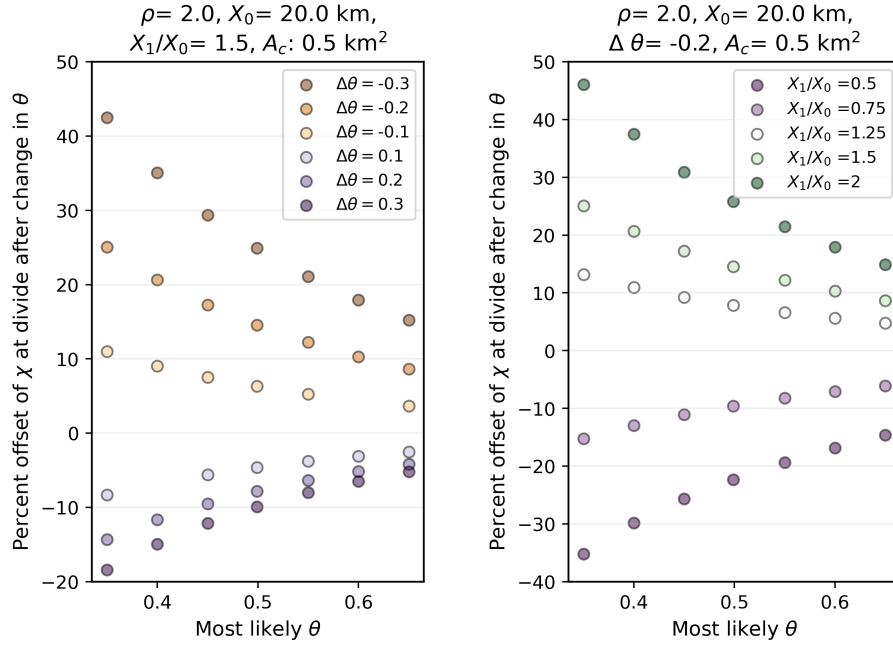 ρ= 2.0, X₀= 20.0 km,
X₁/X₀= 1.5, A_c: 0.5 km²
Percent offset of χ at divide after change in θ
50
40
30
20
10
0
−10
−20
Δθ = -0.3
Δθ = -0.2
Δθ = -0.1
Δθ = 0.1
Δθ = 0.2
Δθ = 0.3
0.4 0.5 0.6
Most likely θ
ρ= 2.0, X₀= 20.0 km,
Δ θ= -0.2, A_c= 0.5 km²
Percent offset of χ at divide after change in θ
50
40
30
20
10
0
−10
−20
−30
−40
X₁/X₀ =0.5
X₁/X₀ =0.75
X₁/X₀ =1.25
X₁/X₀ =1.5
X₁/X₀ =2
0.4 0.5 0.6
Most likely θ